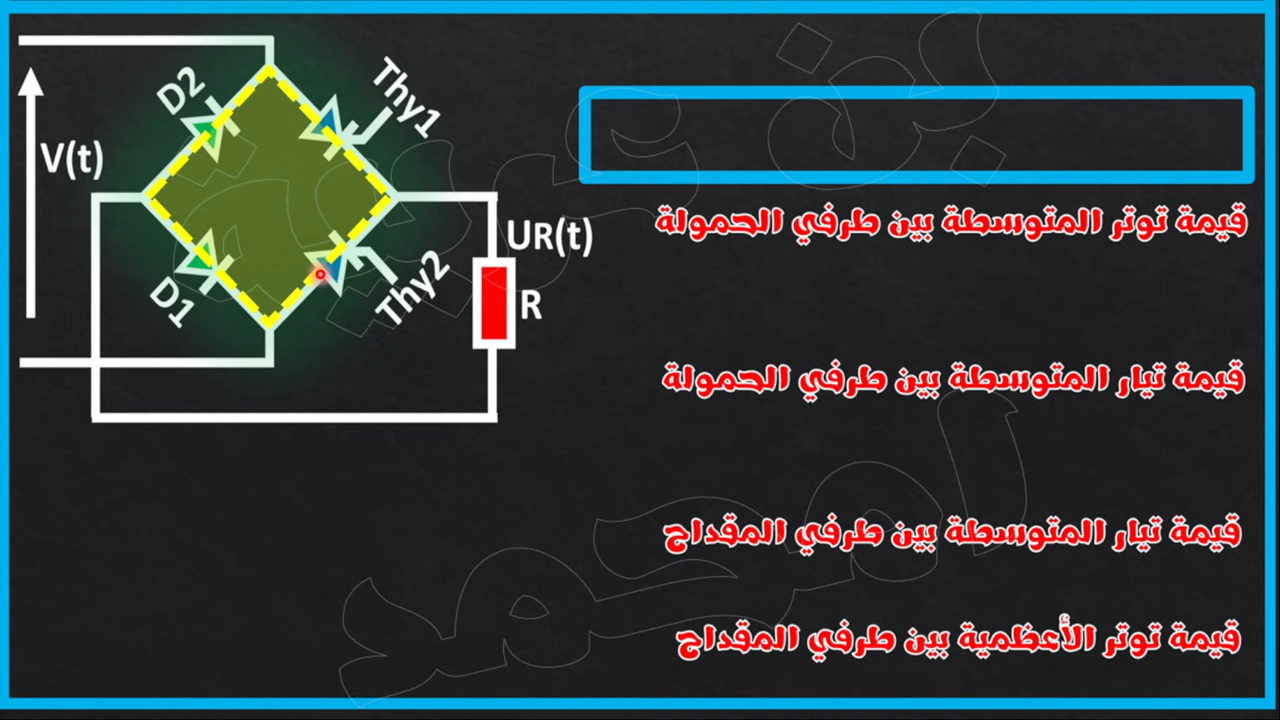 D2
Thy1
V(t)
UR(t)
R
D1
Thy2
قيمة توتر المتوسطة بين طرفي الحمولة
قيمة تيار المتوسطة بين طرفي الحمولة
قيمة تيار المتوسطة بين طرفي المقداح
قيمة توتر الأعظمية بين طرفي المقداح